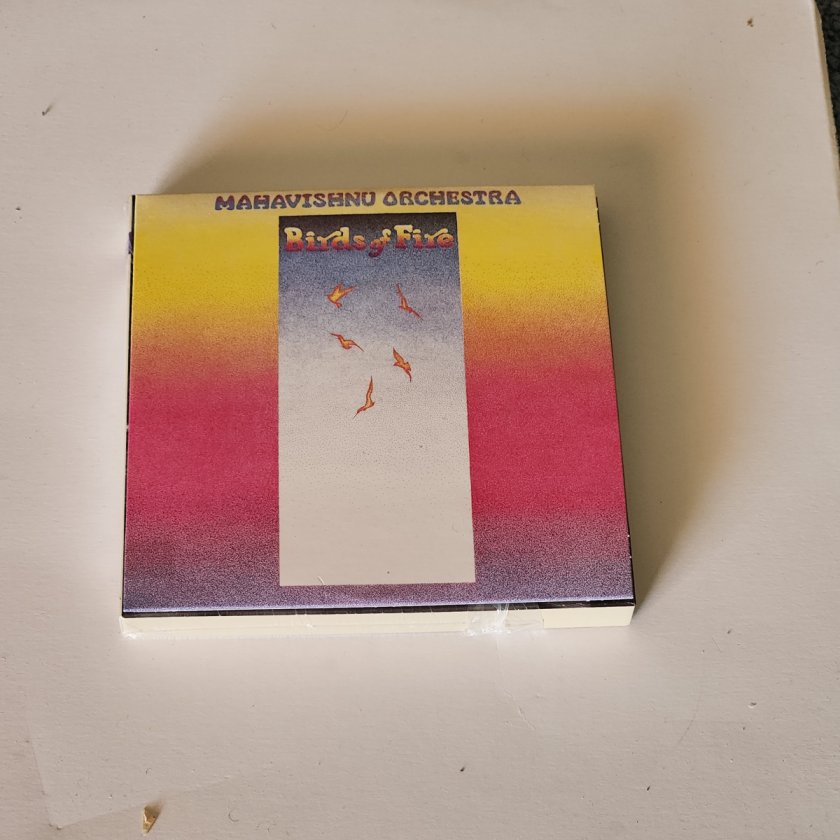 MAHAVISHNU ORCHESTRA
Birds of Fire